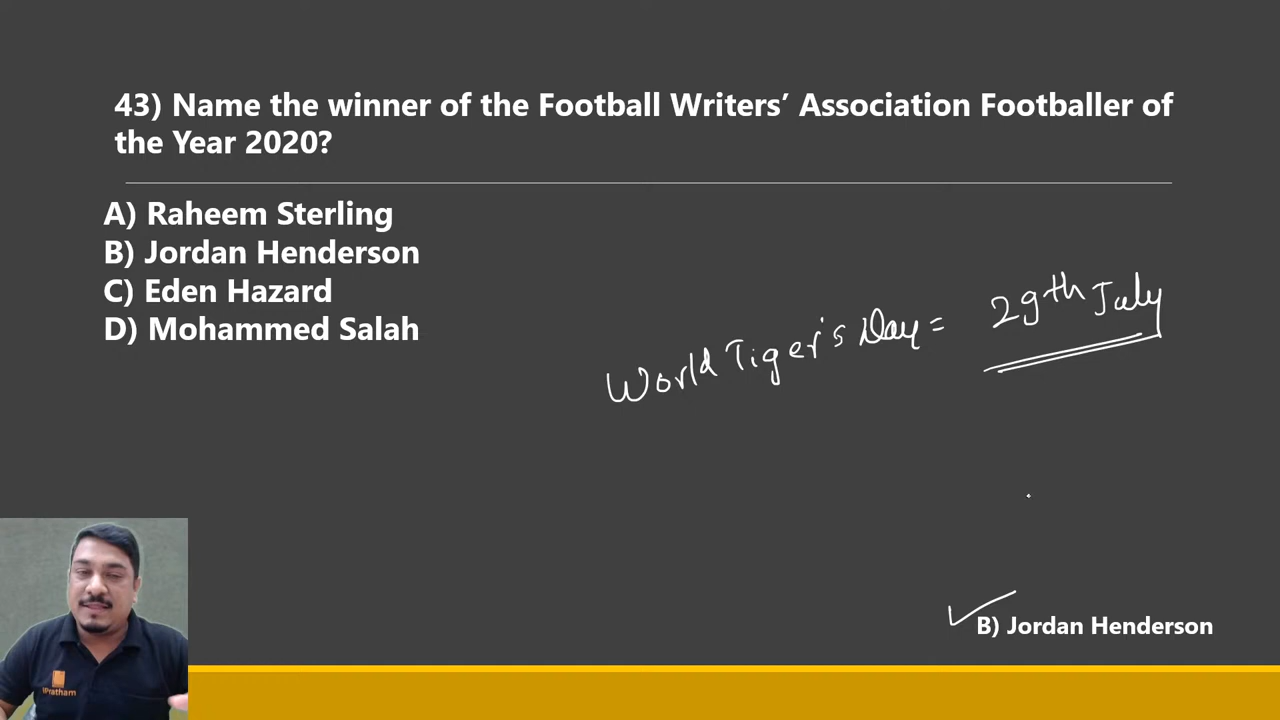 43) Name the winner of the Football Writers’ Association Footballer of
the Year 2020?
A) Raheem Sterling
B) Jordan Henderson
C) Eden Hazard
D) Mohammed Salah
World Tiger's Day = 29th July
B) Jordan Henderson
Pratham